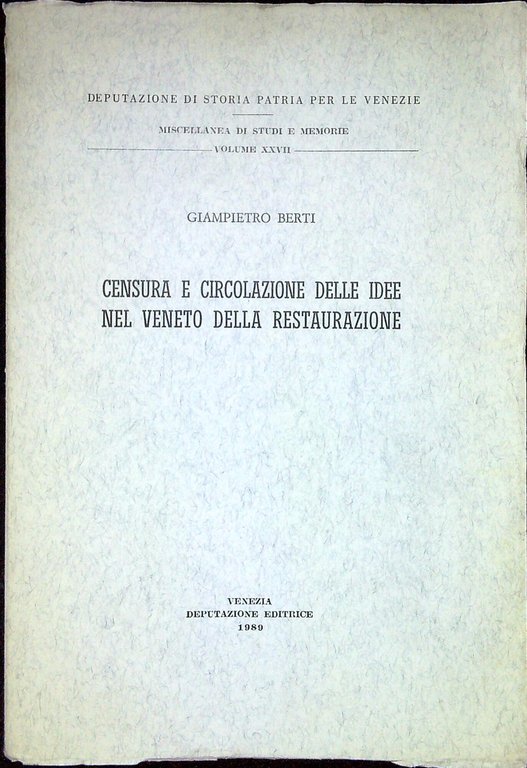 DEPUTAZIONE DI STORIA PATRIA PER LE VENEZIE
MISCELLANEA DI STUDI E MEMORIE
VOLUME XXVII
GIAMPIETRO BERTI
CENSURA E CIRCOLAZIONE DELLE IDEE
NEL VENETO DELLA RESTAURAZIONE
VENEZIA
DEPUTAZIONE EDITRICE
1989